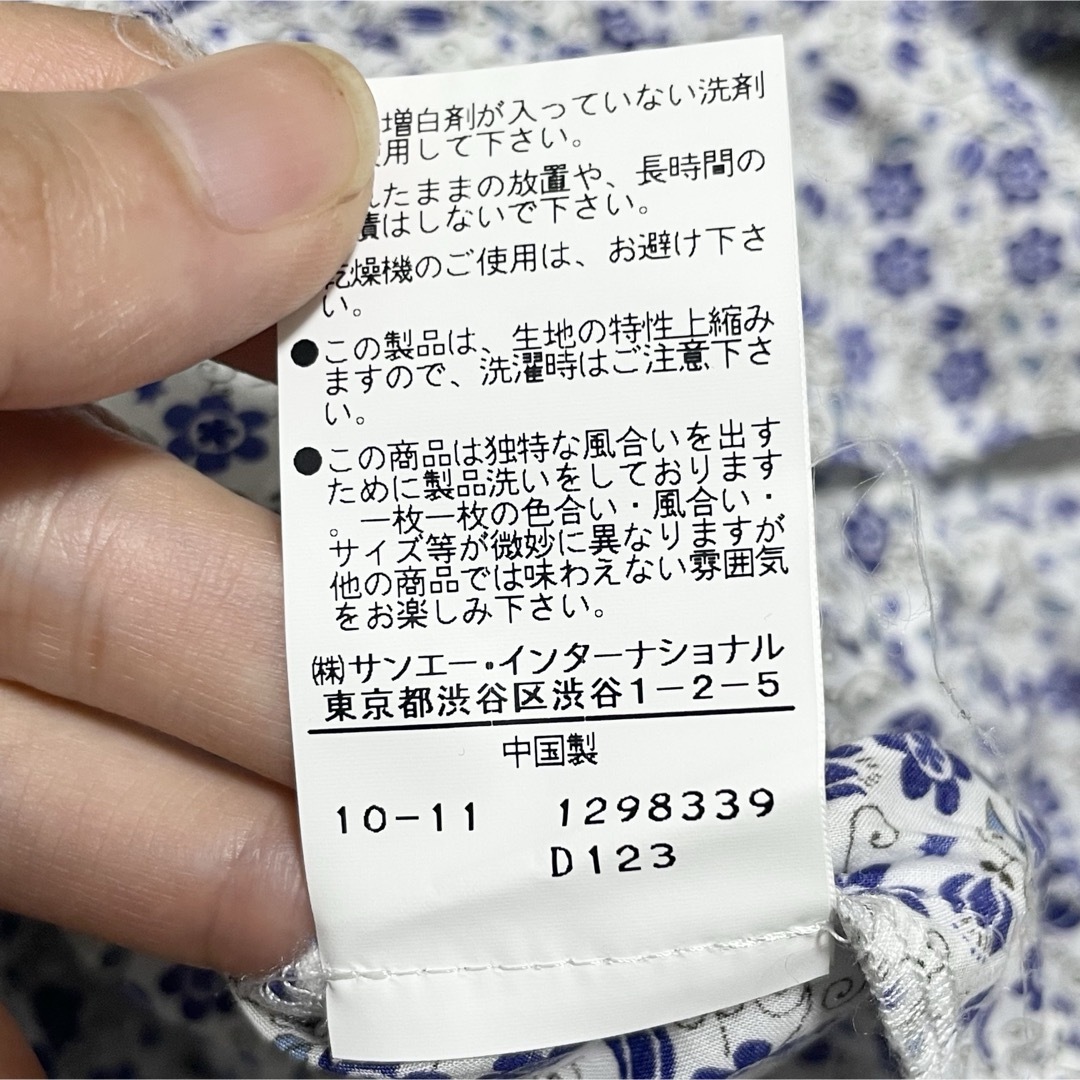 増白剤が入っていない洗剤
使用して下さい。
れたままの放置や、長時間の
漬はしないで下さい。
乾燥機のご使用は、お避け下さ
い。
●この製品は、生地の特性上縮み
ますので、洗濯時はご注意下さ
い。
●この商品は独特な風合いを出す
ために製品洗いをしております
。一枚一枚の色合い・風合い・
サイズ等が微妙に異なりますが
他の商品では味わえない雰囲気
をお楽しみ下さい。
㈱サンエー・インターナショナル
東京都渋谷区渋谷1-2-5
中国製
10-11 1298339
D123